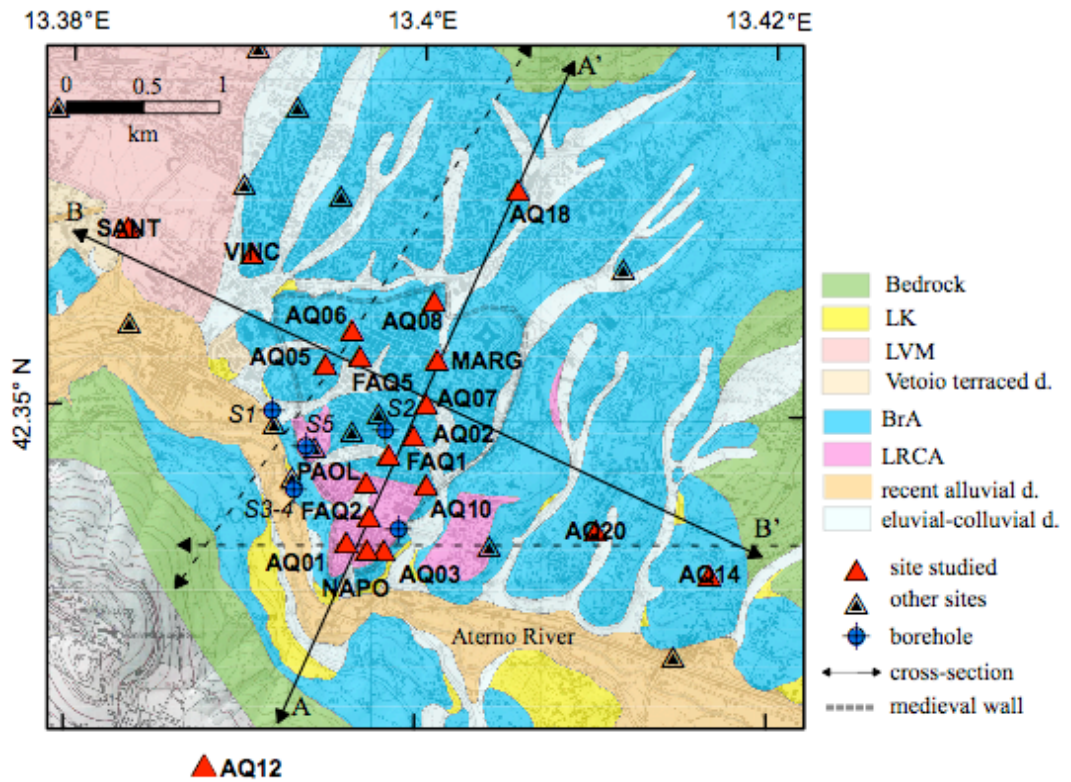 13.38°E
13.4°E
13.42°E
42.35° N
0 0.5 1
km
A'
B
SANT
VINC
AQ18
AQ06
AQ08
AQ05
FAQ5
MARG
AQ07
S1
S2
S5
AQ02
FAQ1
PAOL
S3-4
FAQ2
AQ10
AQ20
B'
AQ01
NAPO
AQ03
AQ14
Aterno River
A
AQ12
Bedrock
LK
LVM
Vetoio terraced d.
BrA
LRCA
recent alluvial d.
eluvial-colluvial d.
site studied
other sites
borehole
cross-section
medieval wall